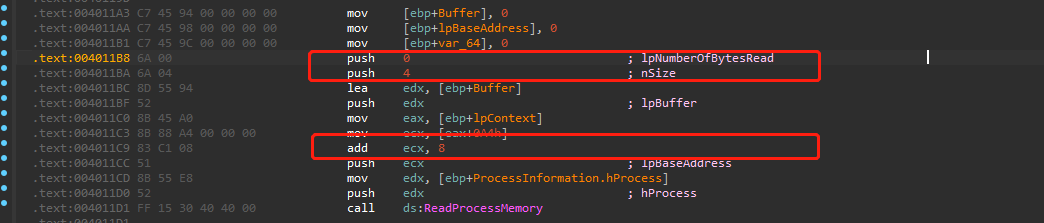 .text:004011A3 C7 45 94 00 00 00 00 mov [ebp+Buffer], 0
.text:004011AA C7 45 98 00 00 00 00 mov [ebp+lpBaseAddress], 0
.text:004011B1 C7 45 9C 00 00 00 00 mov [ebp+var_64], 0
.text:004011B8 6A 00 push 0 ; lpNumberOfBytesRead
.text:004011BA 6A 04 push 4 ; nSize
.text:004011BC 8D 55 94 lea edx, [ebp+Buffer]
.text:004011BF 52 push edx ; lpBuffer
.text:004011C0 8B 45 A0 mov eax, [ebp+lpContext]
.text:004011C3 8B 88 A4 00 00 00 mov ecx, [eax+0A4h]
.text:004011C9 83 C1 08 add ecx, 8
.text:004011CC 51 push ecx ; lpBaseAddress
.text:004011CD 8B 55 E8 mov edx, [ebp+ProcessInformation.hProcess]
.text:004011D0 52 push edx ; hProcess
.text:004011D1 FF 15 30 40 40 00 call ds:ReadProcessMemory